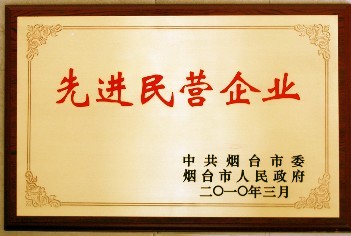 先进民营企业
中共烟台市委
烟台市人民政府
二〇一〇年三月